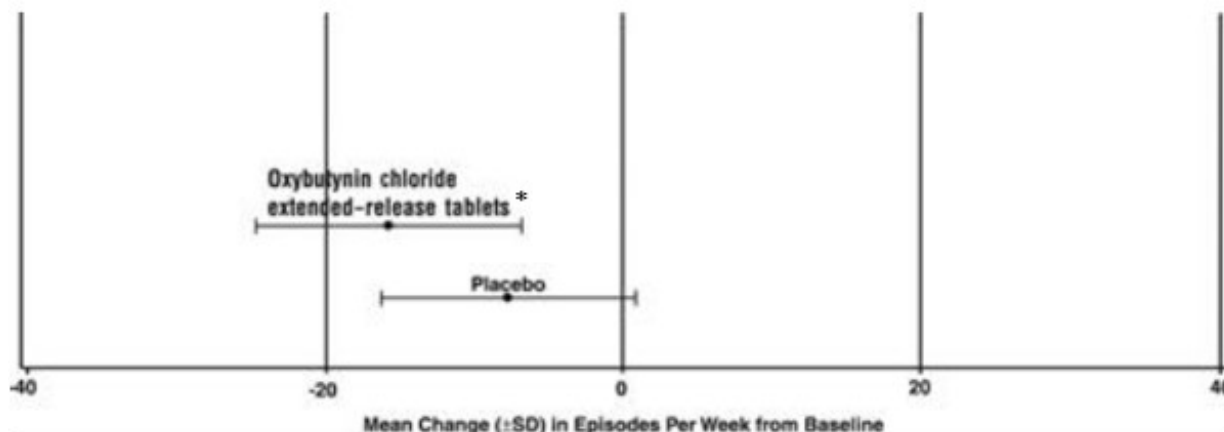 Oxybutynin chloride
extended-release tablets *
Placebo
-40 -20 0 20 40
Mean Change (±SD) in Episodes Per Week from Baseline